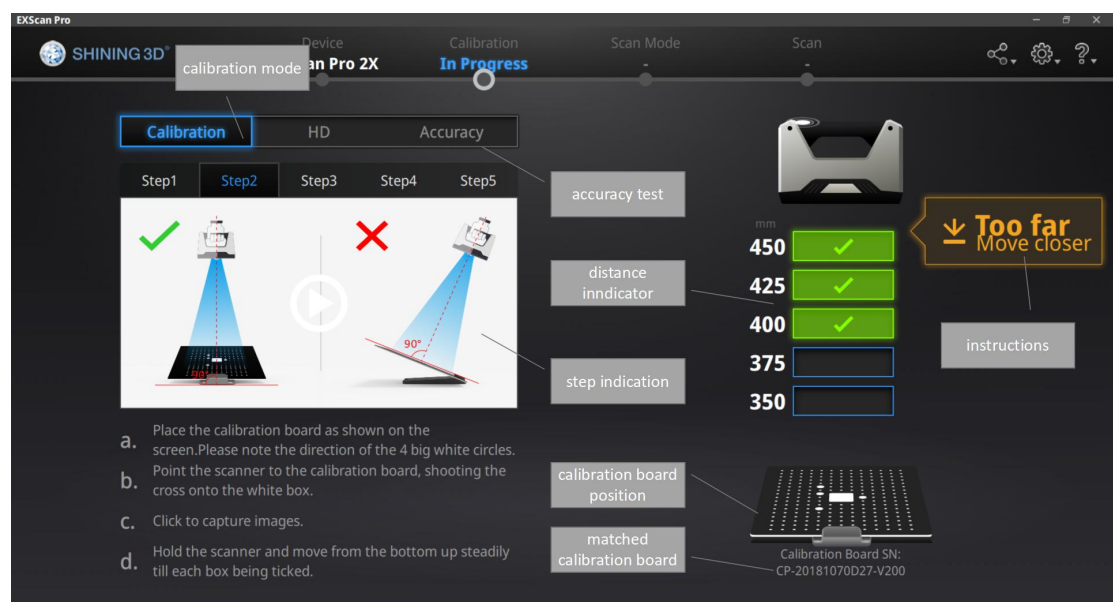 EXScan Pro
SHINING 3D®
Device
an Pro 2X
Calibration
In Progress
Scan Mode
-
Scan
-
calibration mode
Calibration
HD
Accuracy
Step1
Step2
Step3
Step4
Step5
90°
90°
accuracy test
distance
inndicator
step indication
mm
450
425
400
375
350
Too far
Move closer
instructions
a. Place the calibration board as shown on the
screen.Please note the direction of the 4 big white circles.
b. Point the scanner to the calibration board, shooting the
cross onto the white box.
c. Click to capture images.
d. Hold the scanner and move from the bottom up steadily
till each box being ticked.
calibration board
position
matched
calibration board
Calibration Board SN:
CP-20181070D27-V200